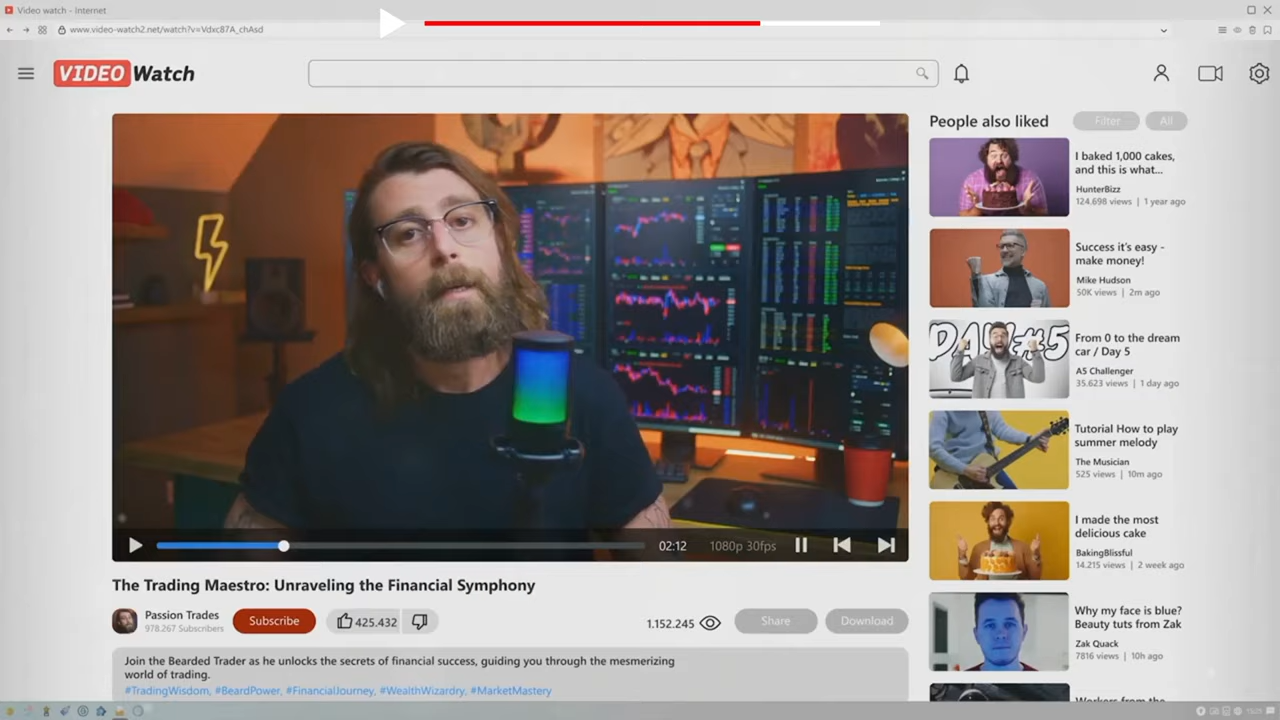 Video watch - Internet
www.video-watch2.net/watch?v=Vdxc87A_chAsd
VIDEO Watch
People also liked
Filter
All
I baked 1,000 cakes,
and this is what...
HunterBizz
124.698 views | 1 year ago
Success it's easy -
make money!
Mike Hudson
50K views | 2m ago
DAY #5
From 0 to the dream
car / Day 5
A5 Challenger
35.623 views | 1 day ago
Tutorial How to play
summer melody
The Musician
525 views | 10m ago
I made the most
delicious cake
BakingBlissful
14.215 views | 2 week ago
Why my face is blue?
Beauty tuts from Zak
Zak Quack
7816 views | 10h ago
Workers from the
02:12
1080p 30fps
The Trading Maestro: Unraveling the Financial Symphony
Passion Trades
978.267 Subscribers
Subscribe
425.432
1.152.245
Share
Download
Join the Bearded Trader as he unlocks the secrets of financial success, guiding you through the mesmerizing
world of trading.
#TradingWisdom, #BeardPower, #FinancialJourney, #WealthWizardry, #MarketMastery